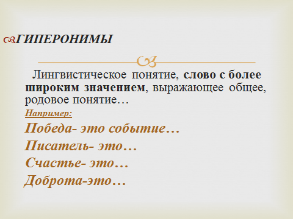 ГИПЕРОНИМЫ
Лингвистическое понятие, слово с более
широким значением, выражающее общее,
родовое понятие…
Например:
Победа- это событие…
Писатель- это…
Счастье- это…
Доброта-это…